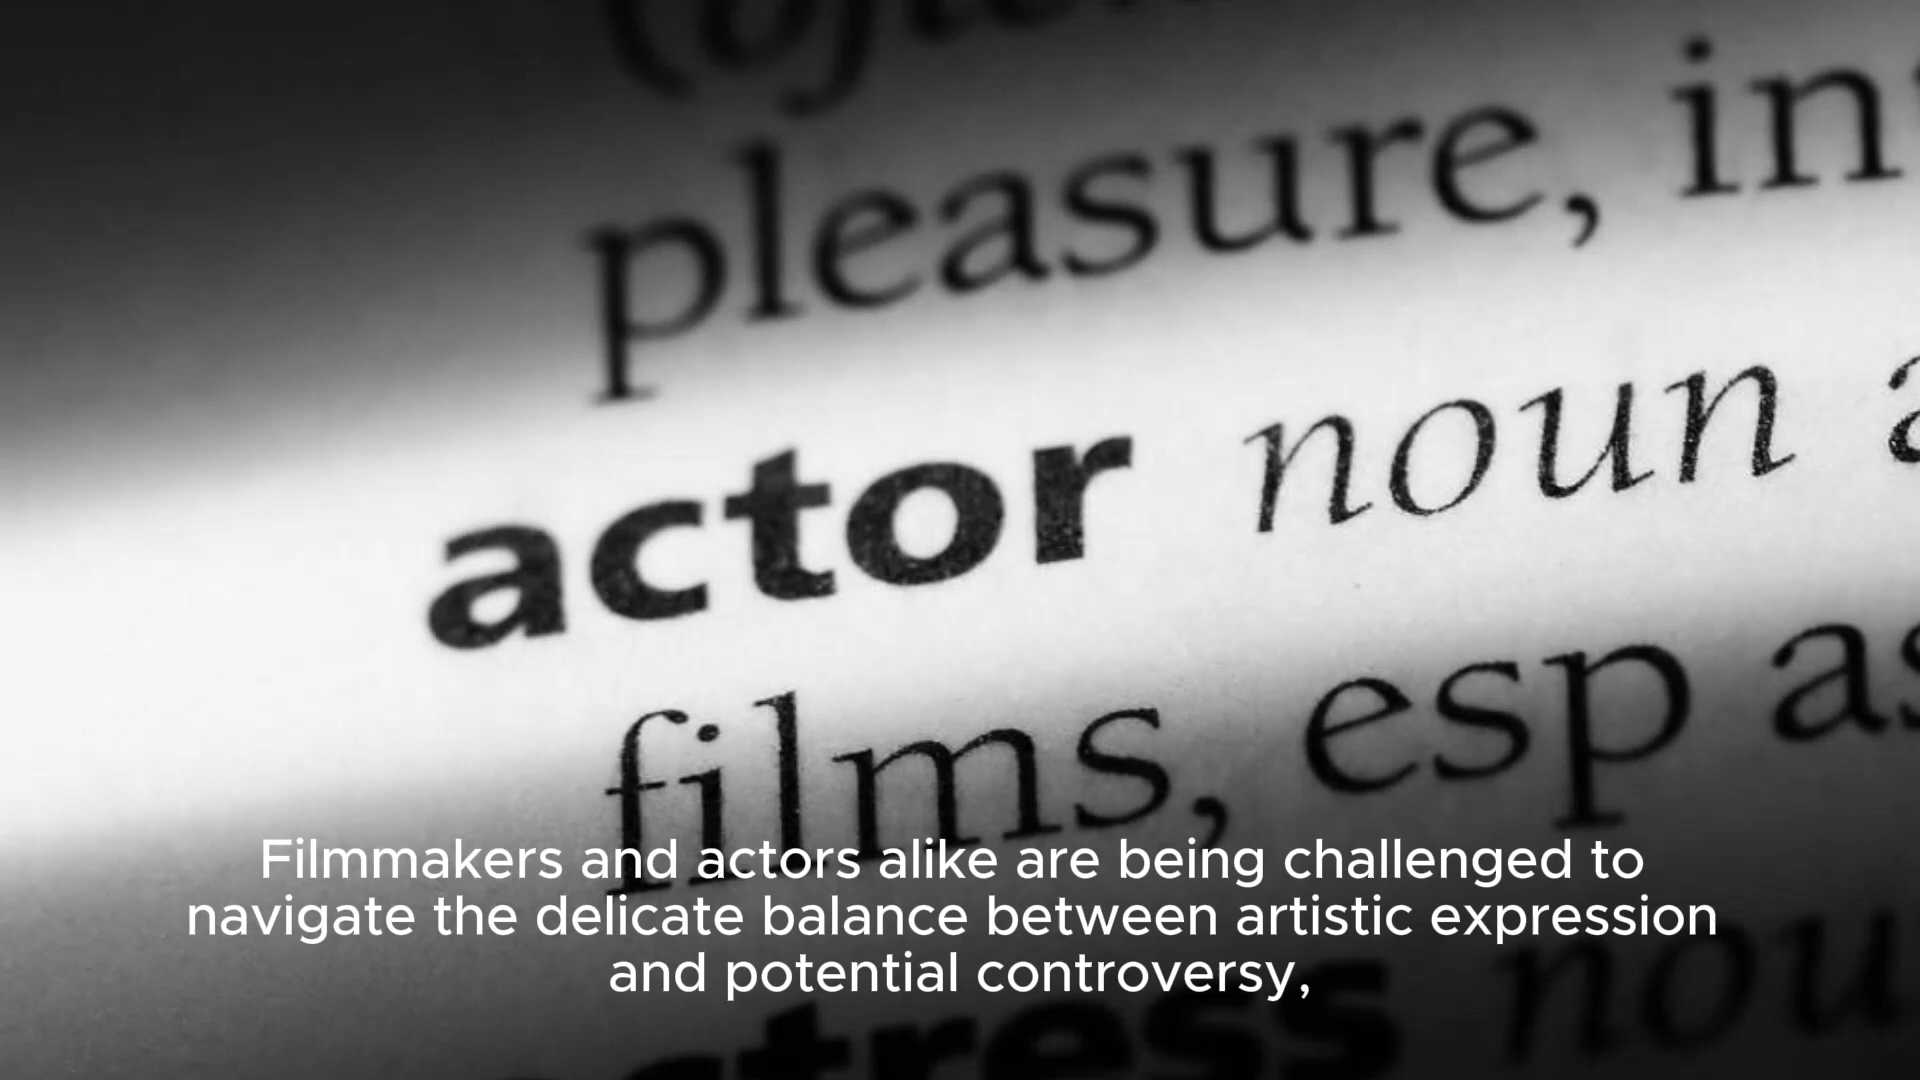 pleasure, in
actor noun a
films, esp as
Filmmakers and actors alike are being challenged to
navigate the delicate balance between artistic expression
and potential controversy,